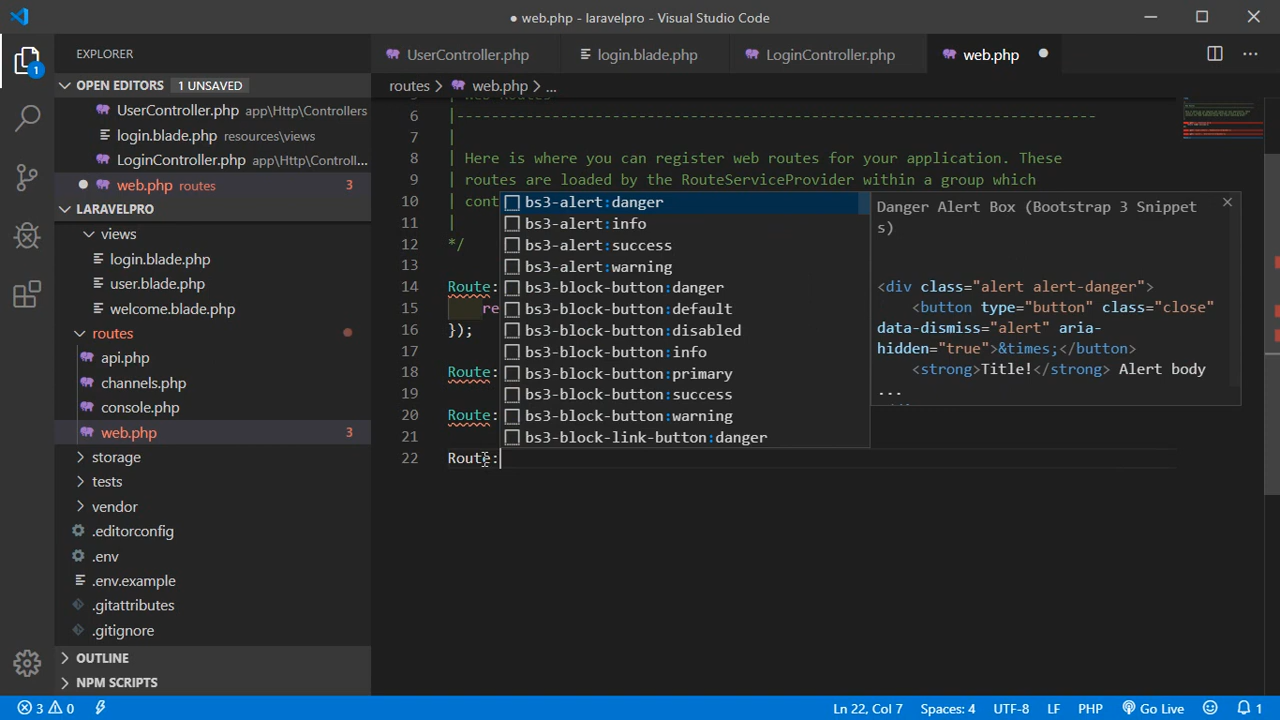 ● web.php - laravelpro - Visual Studio Code
EXPLORER
UserController.php
login.blade.php
LoginController.php
web.php
OPEN EDITORS
1 UNSAVED
routes
web.php
...
UserController.php app\Http\Controllers
login.blade.php resources\views
LoginController.php app\Http\Controll...
web.php routes 3
LARAVELPRO
views
login.blade.php
user.blade.php
welcome.blade.php
routes
api.php
channels.php
console.php
web.php 3
storage
tests
vendor
.editorconfig
.env
.env.example
.gitattributes
.gitignore
OUTLINE
NPM SCRIPTS
6 |--------------------------------------------------------------------------
7 |
8 | Here is where you can register web routes for your application. These
9 | routes are loaded by the RouteServiceProvider within a group which
10 | cont
11 |
12 */
13
14 Route:
15 re
16 });
17
18 Route:
19
20 Route:
21
22 Route:
bs3-alert:danger
bs3-alert:info
bs3-alert:success
bs3-alert:warning
bs3-block-button:danger
bs3-block-button:default
bs3-block-button:disabled
bs3-block-button:info
bs3-block-button:primary
bs3-block-button:success
bs3-block-button:warning
bs3-block-link-button:danger
Danger Alert Box (Bootstrap 3 Snippet
s)
<div class="alert alert-danger">
<button type="button" class="close"
data-dismiss="alert" aria-
hidden="true">&times;</button>
<strong>Title!</strong> Alert body
...
1
3 0
Ln 22, Col 7
Spaces: 4
UTF-8
LF
PHP
Go Live
1